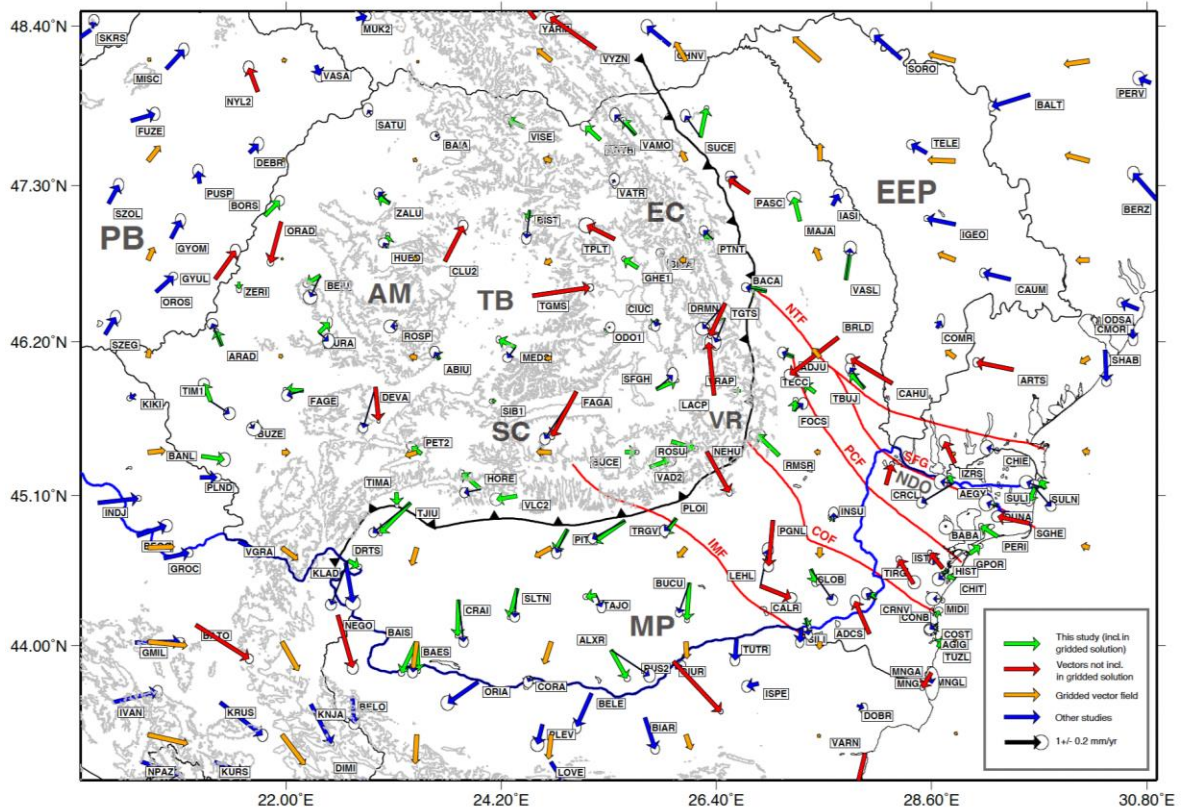 48.40°N
47.30°N
46.20°N
45.10°N
44.00°N
22.00°E
24.20°E
26.40°E
28.60°E
30.80°E
SKRS
MUK2
YARM
VYZN
CHNV
SORO
PERV
MISC
VASA
NYL2
BALT
FUZE
SATU
BAIA
VISE
VAMO
SUCE
TELE
DEBR
PUSP
BORS
SZOL
ZALU
VATR
EC
PASC
IASI
EEP
BERZ
PB
GYOM
ORAD
BIST
TPLT
PTNT
MAJA
IGEO
HUED
CLU2
GYUL
OROS
ZERI
BEIU
AM
TB
TGMS
GHE1
BACA
NTF
VASL
CAUM
ODSA
CMOR
SHAB
SZEG
ARAD
ROSP
CIUC
ODO1
DRMN
TGTS
BRLD
COMR
ABIU
MEDG
ADJU
TECC
ARTS
TIM1
FAGE
DEVA
SIB1
FAGA
SFGH
VRAP
LACP
VR
FOCS
TBUJ
CAHU
KIKI
BUZE
BANL
PET2
SC
ROSU
NEHU
RMSR
PCF
SFG
CHIE
IZRS
PLND
HORE
VLC2
VAD2
PLOI
NDO
CRCL
AEGY
SULI
SULN
INDJ
TIMA
TJIU
IMF
PGNL
INSU
COF
BABA
SGHE
PERI
GROC
VGRA
DRTS
PIT
TRGV
LEHL
SLOB
TIRG
IST
HIST
GPOR
CHIT
KLAD
CRAI
SLTN
TAJO
BUCU
MP
CALR
CRNV
CONB
MIDI
COST
AGIG
TUZL
NEGO
BATO
GMIL
BAIS
BAES
ALXR
TUTR
ADCS
SILI
MNGA
MNGL
ORIA
CORA
BELE
ISPE
DOBR
IVAN
KRUS
KNJA
BELO
PLEV
BIAR
VARN
NPAZ
KURS
DIMI
LOVE
This study (incl.in
gridded solution)
Vectors not incl.
in gridded solution
Gridded vector field
Other studies
1+/- 0.2 mm/yr